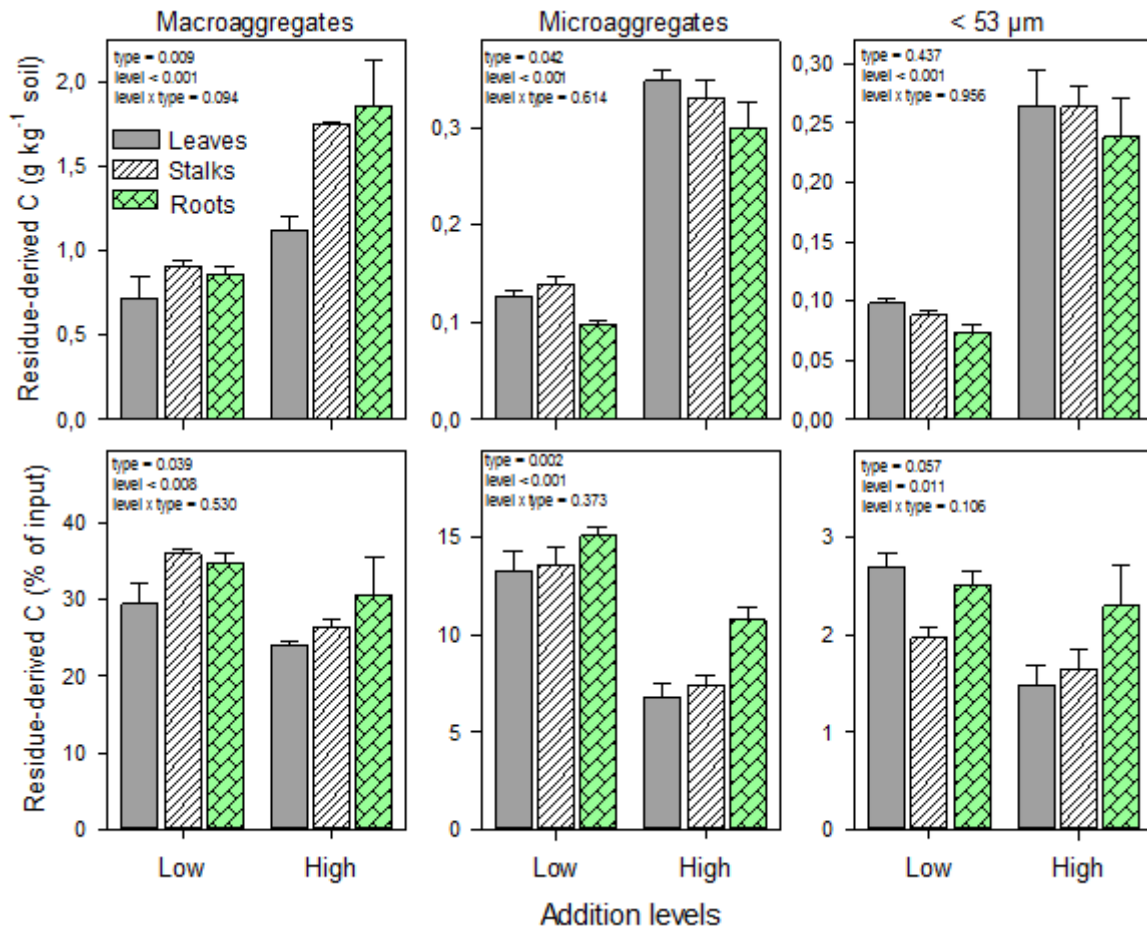 Macroaggregates
Microaggregates
< 53 µm
Residue-derived C (g kg⁻¹ soil)
2,0
1,5
1,0
0,5
0,0
type = 0.009
level < 0.001
level x type = 0.094
Leaves
Stalks
Roots
0,3
0,2
0,1
0,0
type = 0.042
level < 0.001
level x type = 0.614
0,30
0,25
0,20
0,15
0,10
0,05
0,00
type = 0.437
level < 0.001
level x type = 0.956
Residue-derived C (% of input)
40
30
20
10
0
type = 0.039
level < 0.008
level x type = 0.530
15
10
5
0
type = 0.002
level < 0.001
level x type = 0.373
3
2
1
0
type = 0.057
level = 0.011
level x type = 0.106
Low High
Low High
Low High
Addition levels